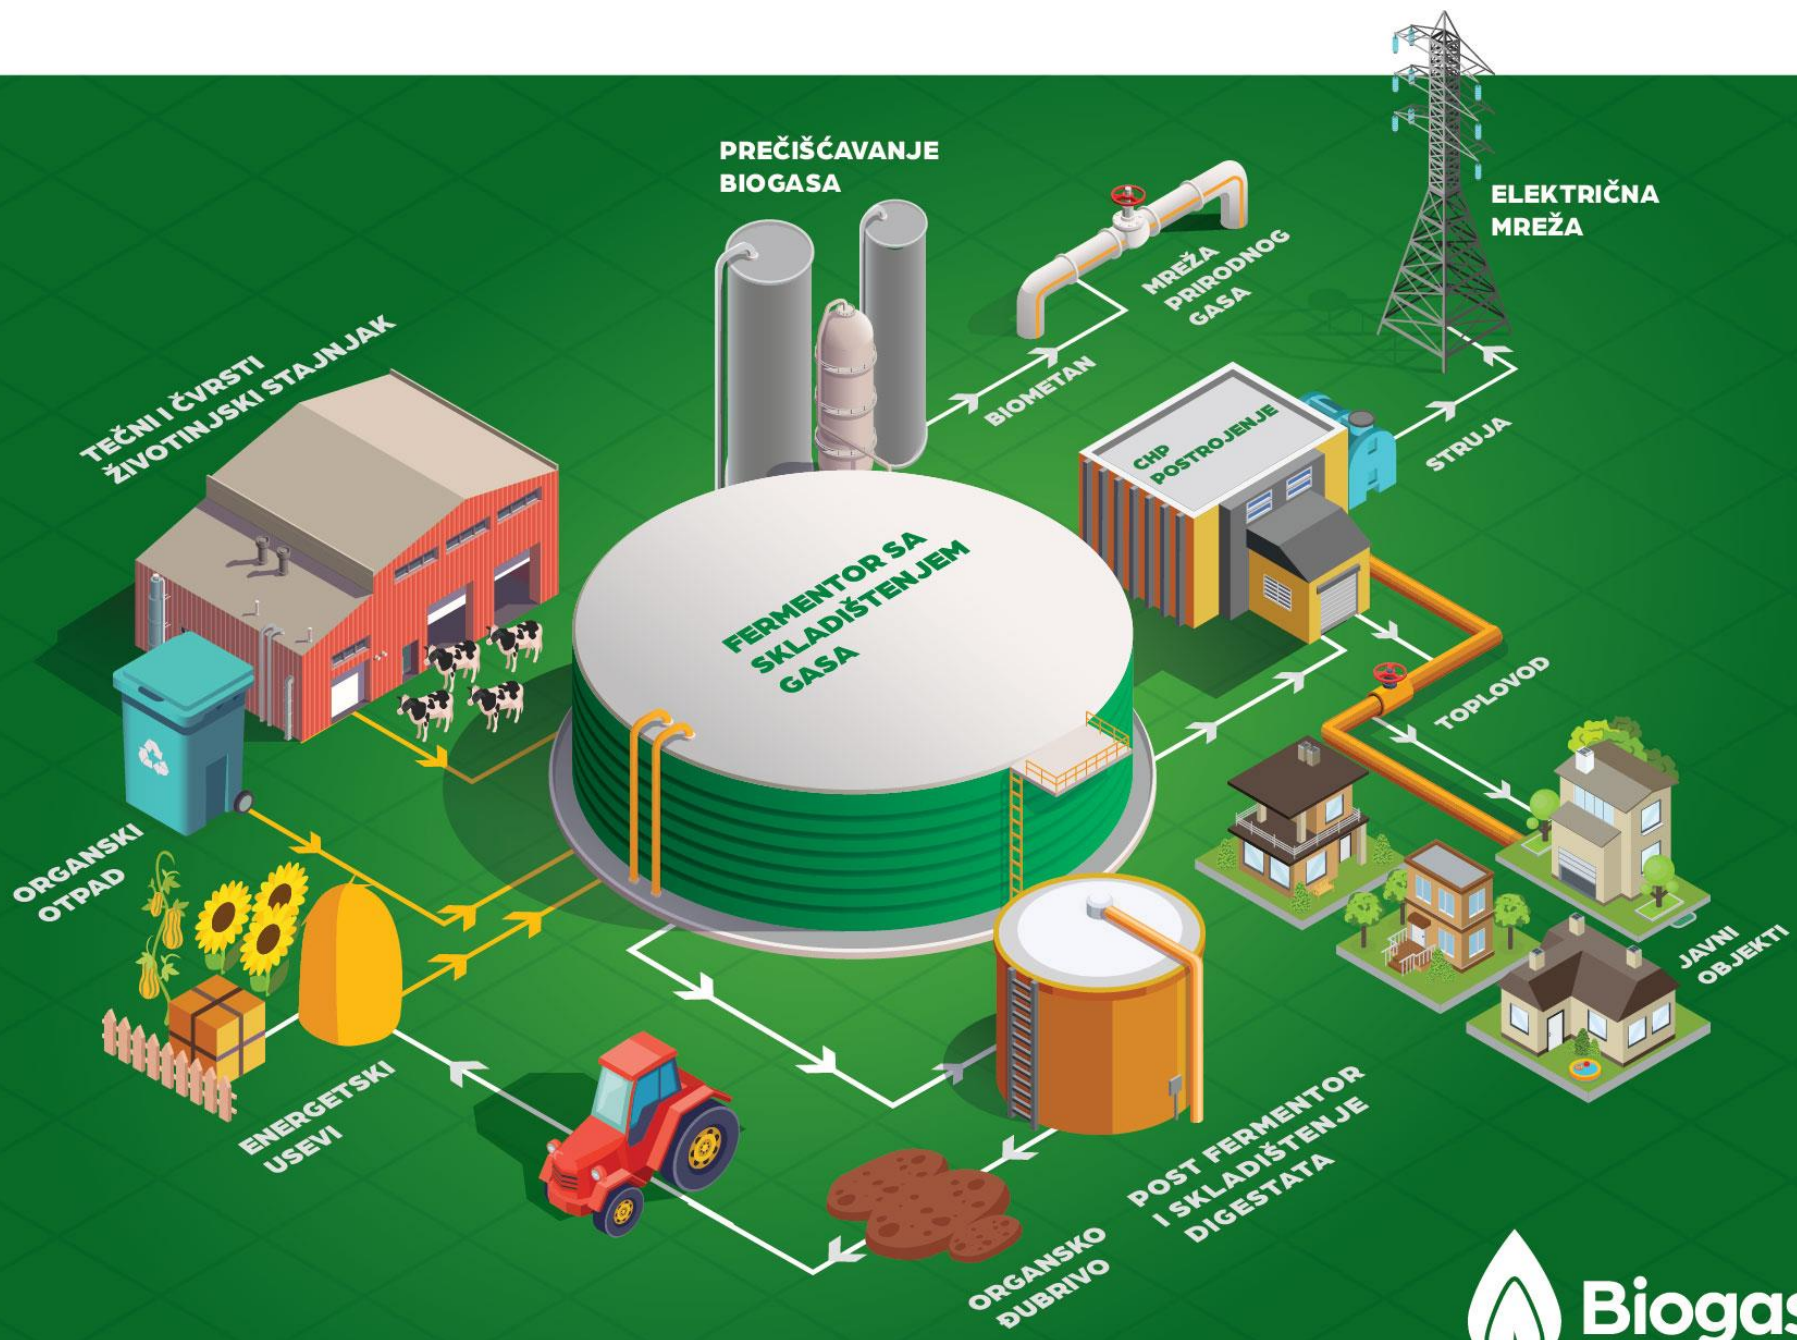 PREČIŠĆAVANJE
BIOGASA
ELEKTRIČNA
MREŽA
MREŽA
PRIRODNOG
GASA
BIOMETAN
TEČNI I ČVRSTI
ŽIVOTINJSKI STAJNJAK
CHP
POSTROJENJE
STRUJA
FERMENTOR SA
SKLADIŠTENJEM
GASA
TOPLOVOD
ORGANSKI
OTPAD
JAVNI
OBJEKTI
ENERGETSKI
USEVI
POST FERMENTOR
I SKLADIŠTENJE
DIGESTATA
ORGANSKO
ĐUBRIVO
Biogas